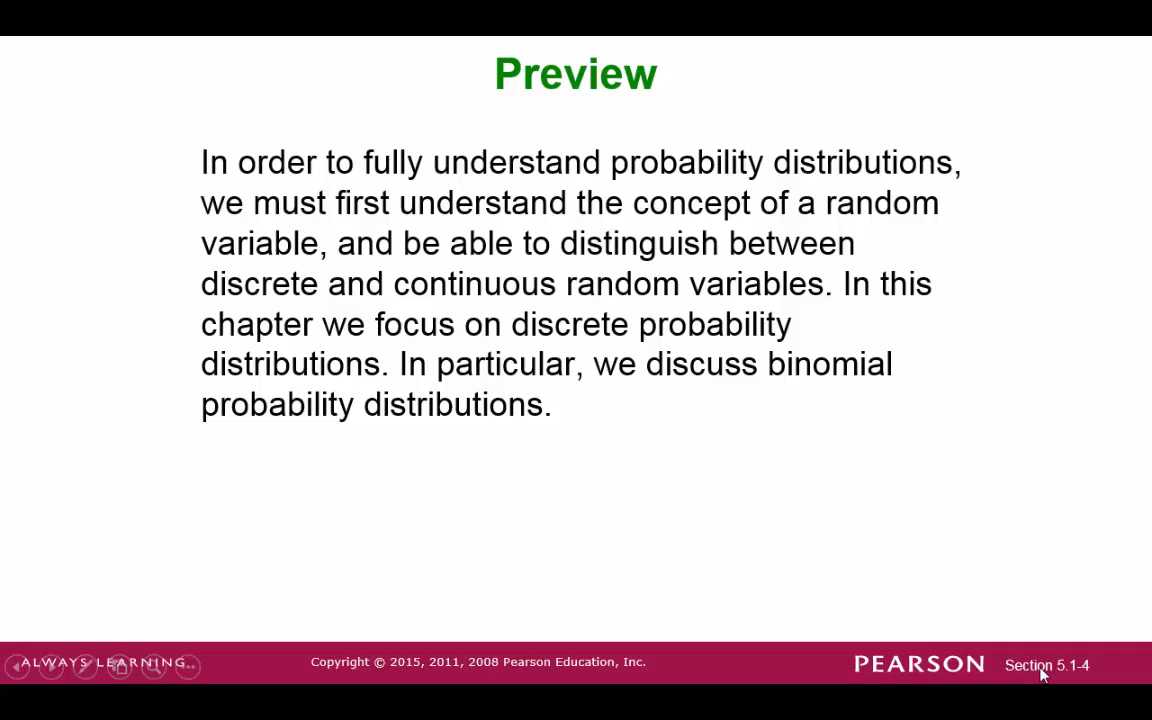 Preview
In order to fully understand probability distributions,
we must first understand the concept of a random
variable, and be able to distinguish between
discrete and continuous random variables. In this
chapter we focus on discrete probability
distributions. In particular, we discuss binomial
probability distributions.
ALWAYS LEARNING
Copyright © 2015, 2011, 2008 Pearson Education, Inc.
PEARSON
Section 5.1-4